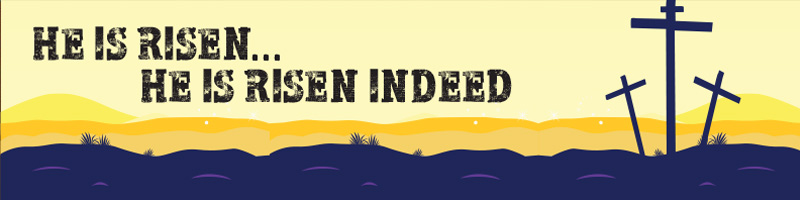 HE IS RISEN...
HE IS RISEN INDEED